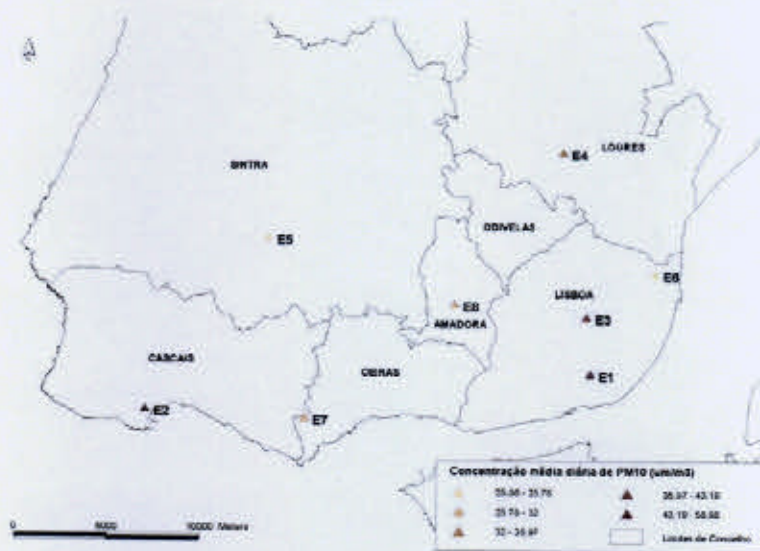 LOURES
E4
SINTRA
ODIVELAS
E5
E6
LISBOA
E8
E3
AMADORA
CASCAIS
OEIRAS
E1
E2
E7
Concentração média diária de PM10 (um/m3)
0 5000 10000 Meters
Limites de Concelho